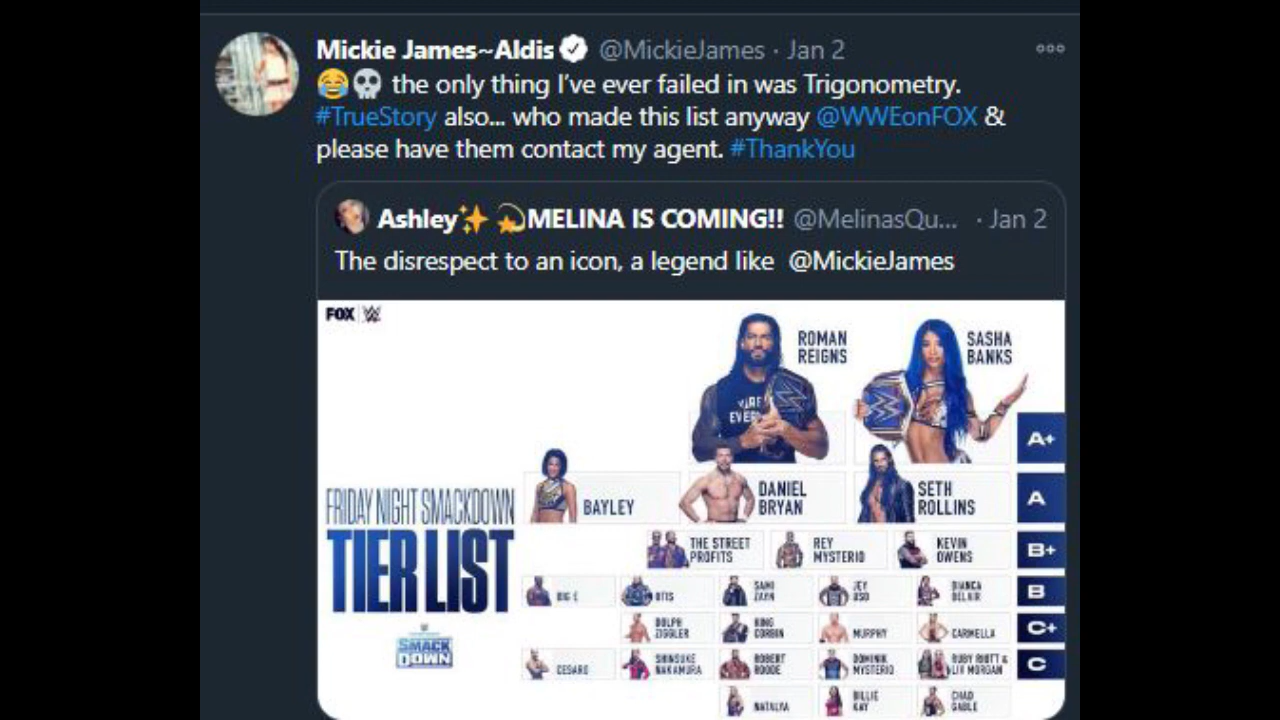 Mickie James~Aldis @MickieJames · Jan 2
😂💀 the only thing I've ever failed in was Trigonometry.
#TrueStory also... who made this list anyway @WWEonFOX &
please have them contact my agent. #ThankYou
Ashley✨ 💫MELINA IS COMING!! @MelinasQu... · Jan 2
The disrespect to an icon, a legend like @MickieJames
FOX W
ROMAN
REIGNS
SASHA
BANKS
A+
FRIDAY NIGHT SMACKDOWN
TIER LIST
SMACK
DOWN
BAYLEY
DANIEL
BRYAN
SETH
ROLLINS
A
THE STREET
PROFITS
REY
MYSTERIO
KEVIN
OWENS
B+
BIG E
OTIS
SAMI
ZAYN
JEY
USO
BIANCA
BELAIR
B
DOLPH
ZIGGLER
KING
CORBIN
MURPHY
CARMELLA
C+
CESARO
SHINSUKE
NAKAMURA
ROBERT
ROODE
DOMINIK
MYSTERIO
RUBY RIOTT &
LIV MORGAN
C
NATALYA
BILLIE
KAY
CHAD
GABLE